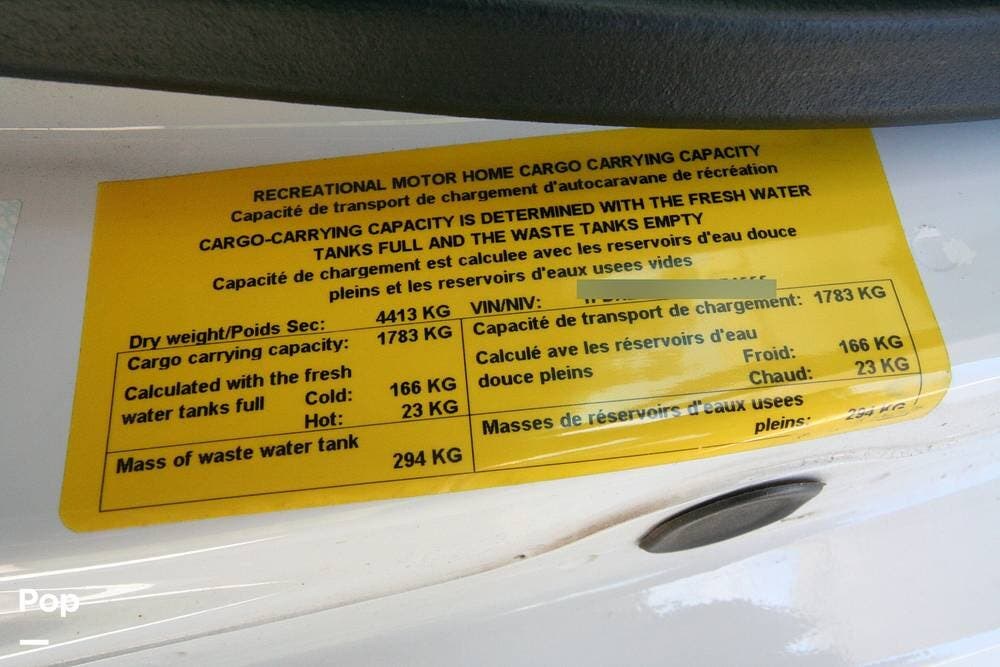 RECREATIONAL MOTOR HOME CARGO CARRYING CAPACITY
Capacité de transport de chargement d'autocaravane de récréation
CARGO-CARRYING CAPACITY IS DETERMINED WITH THE FRESH WATER
TANKS FULL AND THE WASTE TANKS EMPTY
Capacité de chargement est calculee avec les reservoirs d'eau douce
pleins et les reservoirs d'eaux usees vides
Dry weight/Poids Sec: 4413 KG VIN/NIV:
Cargo carrying capacity: 1783 KG
Calculated with the fresh
water tanks full Cold: 166 KG
Hot: 23 KG
Mass of waste water tank
294 KG
Capacité de transport de chargement: 1783 KG
Calculé ave les réservoirs d'eau
douce pleins Froid: 166 KG
Chaud: 23 KG
Masses de réservoirs d'eaux usees
pleins: 294 KG
Pop